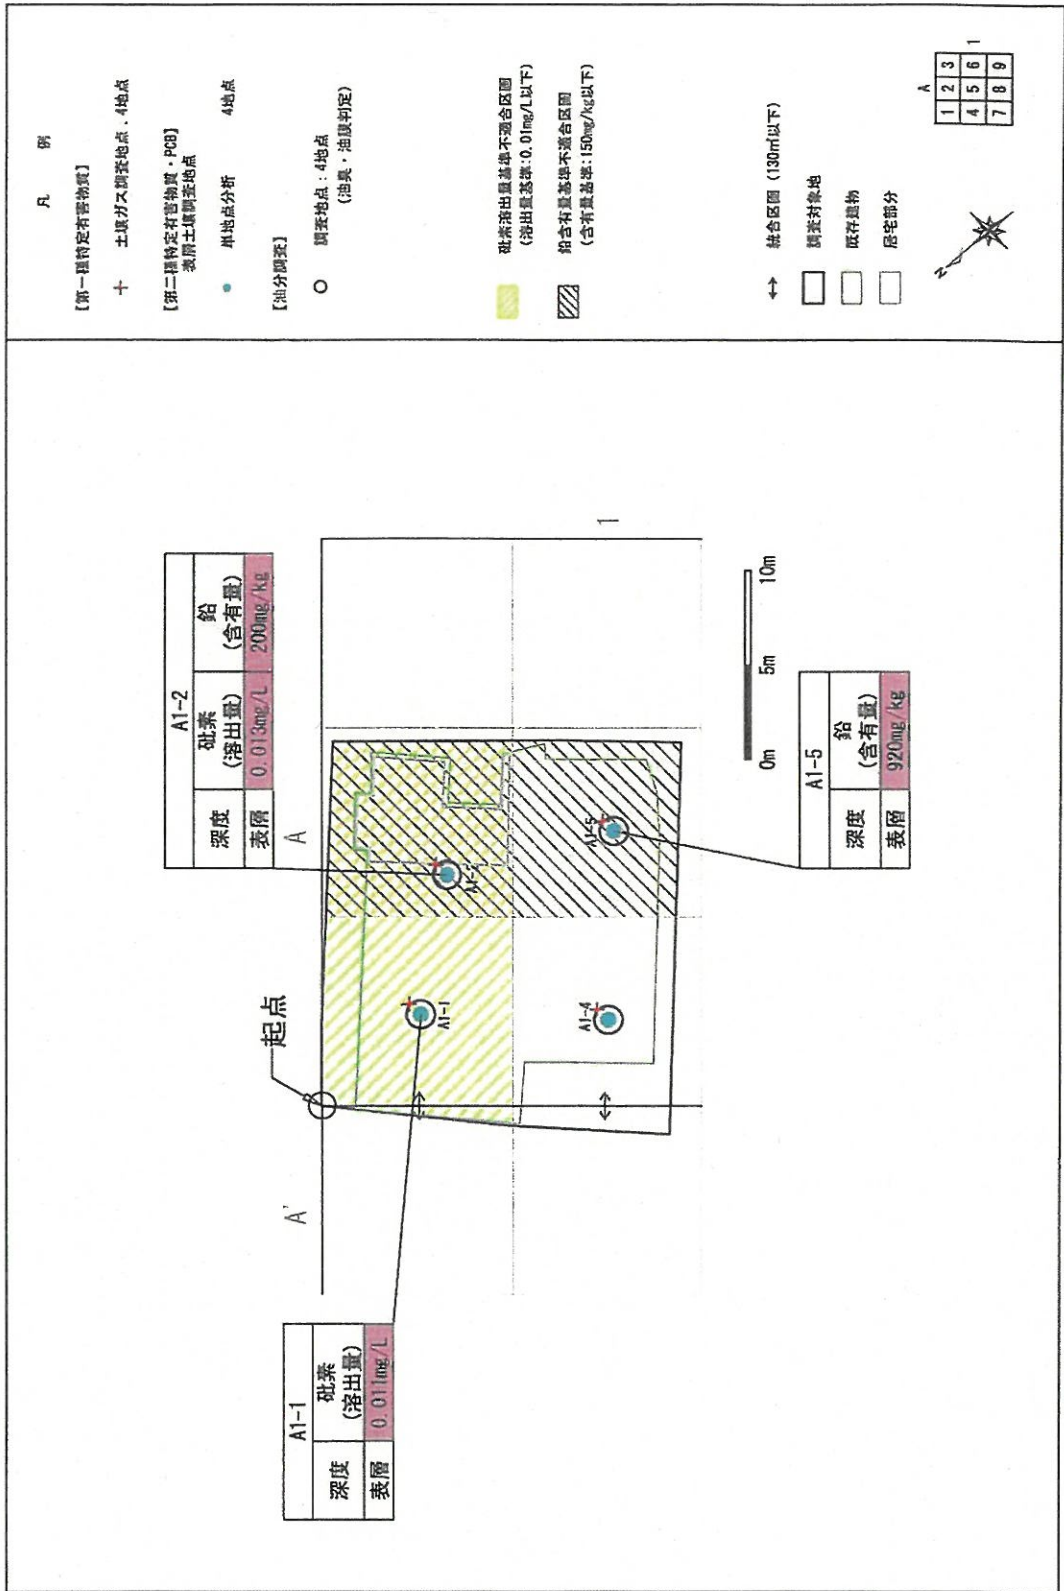 凡 例
【第一種特定有害物質】
土壌ガス調査地点：4地点
【第二種特定有害物質・PCB】
表層土壌調査地点
単地点分析 4地点
【油分調査】
調査地点：4地点
(油臭・油膜判定)
砒素溶出量基準不適合区画
(溶出量基準:0.01mg/L以下)
鉛含有量基準不適合区画
(含有量基準:150mg/kg以下)
統合区画 (130㎡以下)
調査対象地
既存建物
居宅部分
N
A
1 2 3
4 5 6 1
7 8 9
A1-1
深度 砒素
(溶出量)
表層 0.011mg/L
A1-2
深度 砒素
(溶出量) 鉛
(含有量)
表層 0.013mg/L 200mg/kg
A' A
起点
1
A1-1
A1-2
A1-4
A1-5
0m 5m 10m
A1-5
深度 鉛
(含有量)
表層 920mg/kg